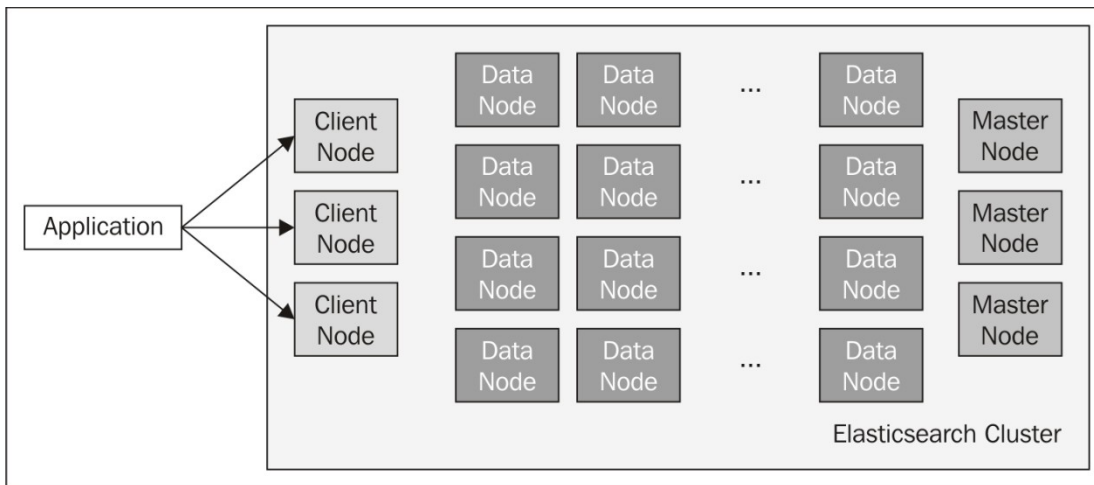 Data
Node
Data
Node
...
Data
Node
Client
Node
Master
Node
Data
Node
Data
Node
...
Data
Node
Application
Client
Node
Master
Node
Data
Node
Data
Node
...
Data
Node
Client
Node
Master
Node
Data
Node
Data
Node
...
Data
Node
Elasticsearch Cluster